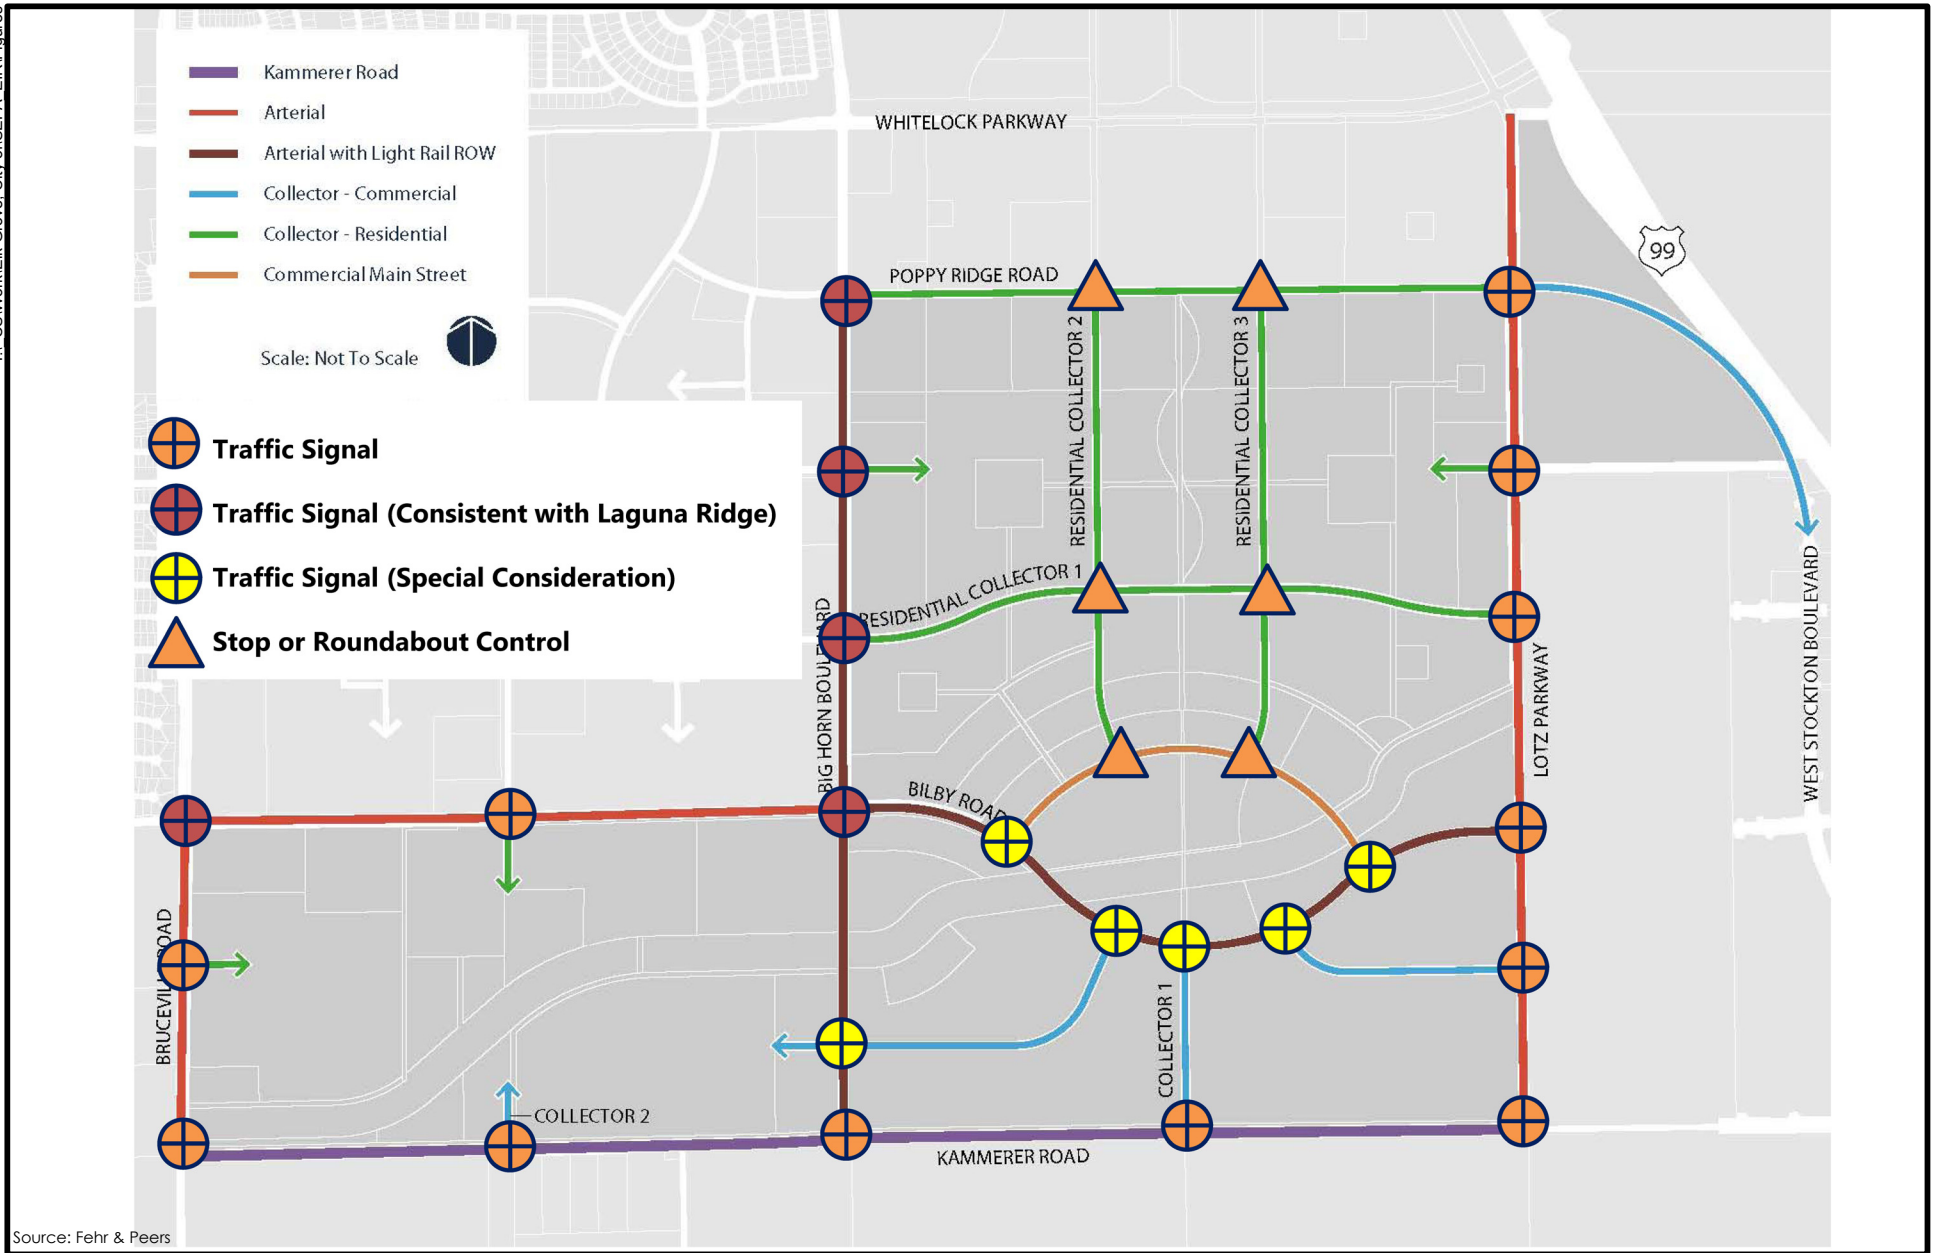 Kammerer Road
Arterial
Arterial with Light Rail ROW
Collector - Commercial
Collector - Residential
Commercial Main Street
Scale: Not To Scale
Traffic Signal
Traffic Signal (Consistent with Laguna Ridge)
Traffic Signal (Special Consideration)
Stop or Roundabout Control
WHITELOCK PARKWAY
99
POPPY RIDGE ROAD
RESIDENTIAL COLLECTOR 2
RESIDENTIAL COLLECTOR 3
RESIDENTIAL COLLECTOR 1
BIG HORN BOULEVARD
LOTZ PARKWAY
WEST STOCKTON BOULEVARD
BILBY ROAD
BRUCEVILLE ROAD
COLLECTOR 1
COLLECTOR 2
KAMMERER ROAD
Source: Fehr & Peers